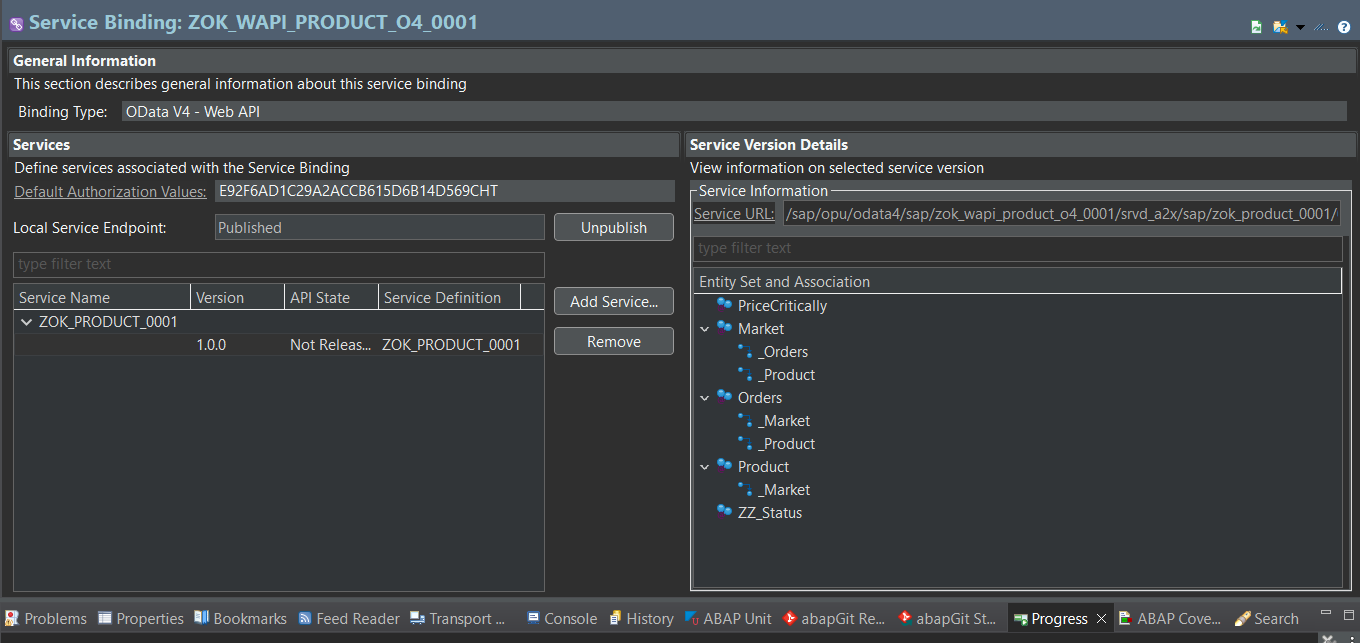 Service Binding: ZOK_WAPI_PRODUCT_O4_0001
General Information
This section describes general information about this service binding
Binding Type: OData V4 - Web API
Services
Define services associated with the Service Binding
Default Authorization Values: E92F6AD1C29A2ACCB615D6B14D569CHT
Local Service Endpoint: Published Unpublish
type filter text
Service Name Version API State Service Definition
ZOK_PRODUCT_0001
1.0.0 Not Releas... ZOK_PRODUCT_0001
Add Service...
Remove
Service Version Details
View information on selected service version
Service Information
Service URL: /sap/opu/odata4/sap/zok_wapi_product_o4_0001/srvd_a2x/sap/zok_product_0001/
type filter text
Entity Set and Association
PriceCritically
Market
_Orders
_Product
Orders
_Market
_Product
Product
_Market
ZZ_Status
Problems Properties Bookmarks Feed Reader Transport ... Console History ABAP Unit abapGit Re... abapGit St... Progress ABAP Cove... Search